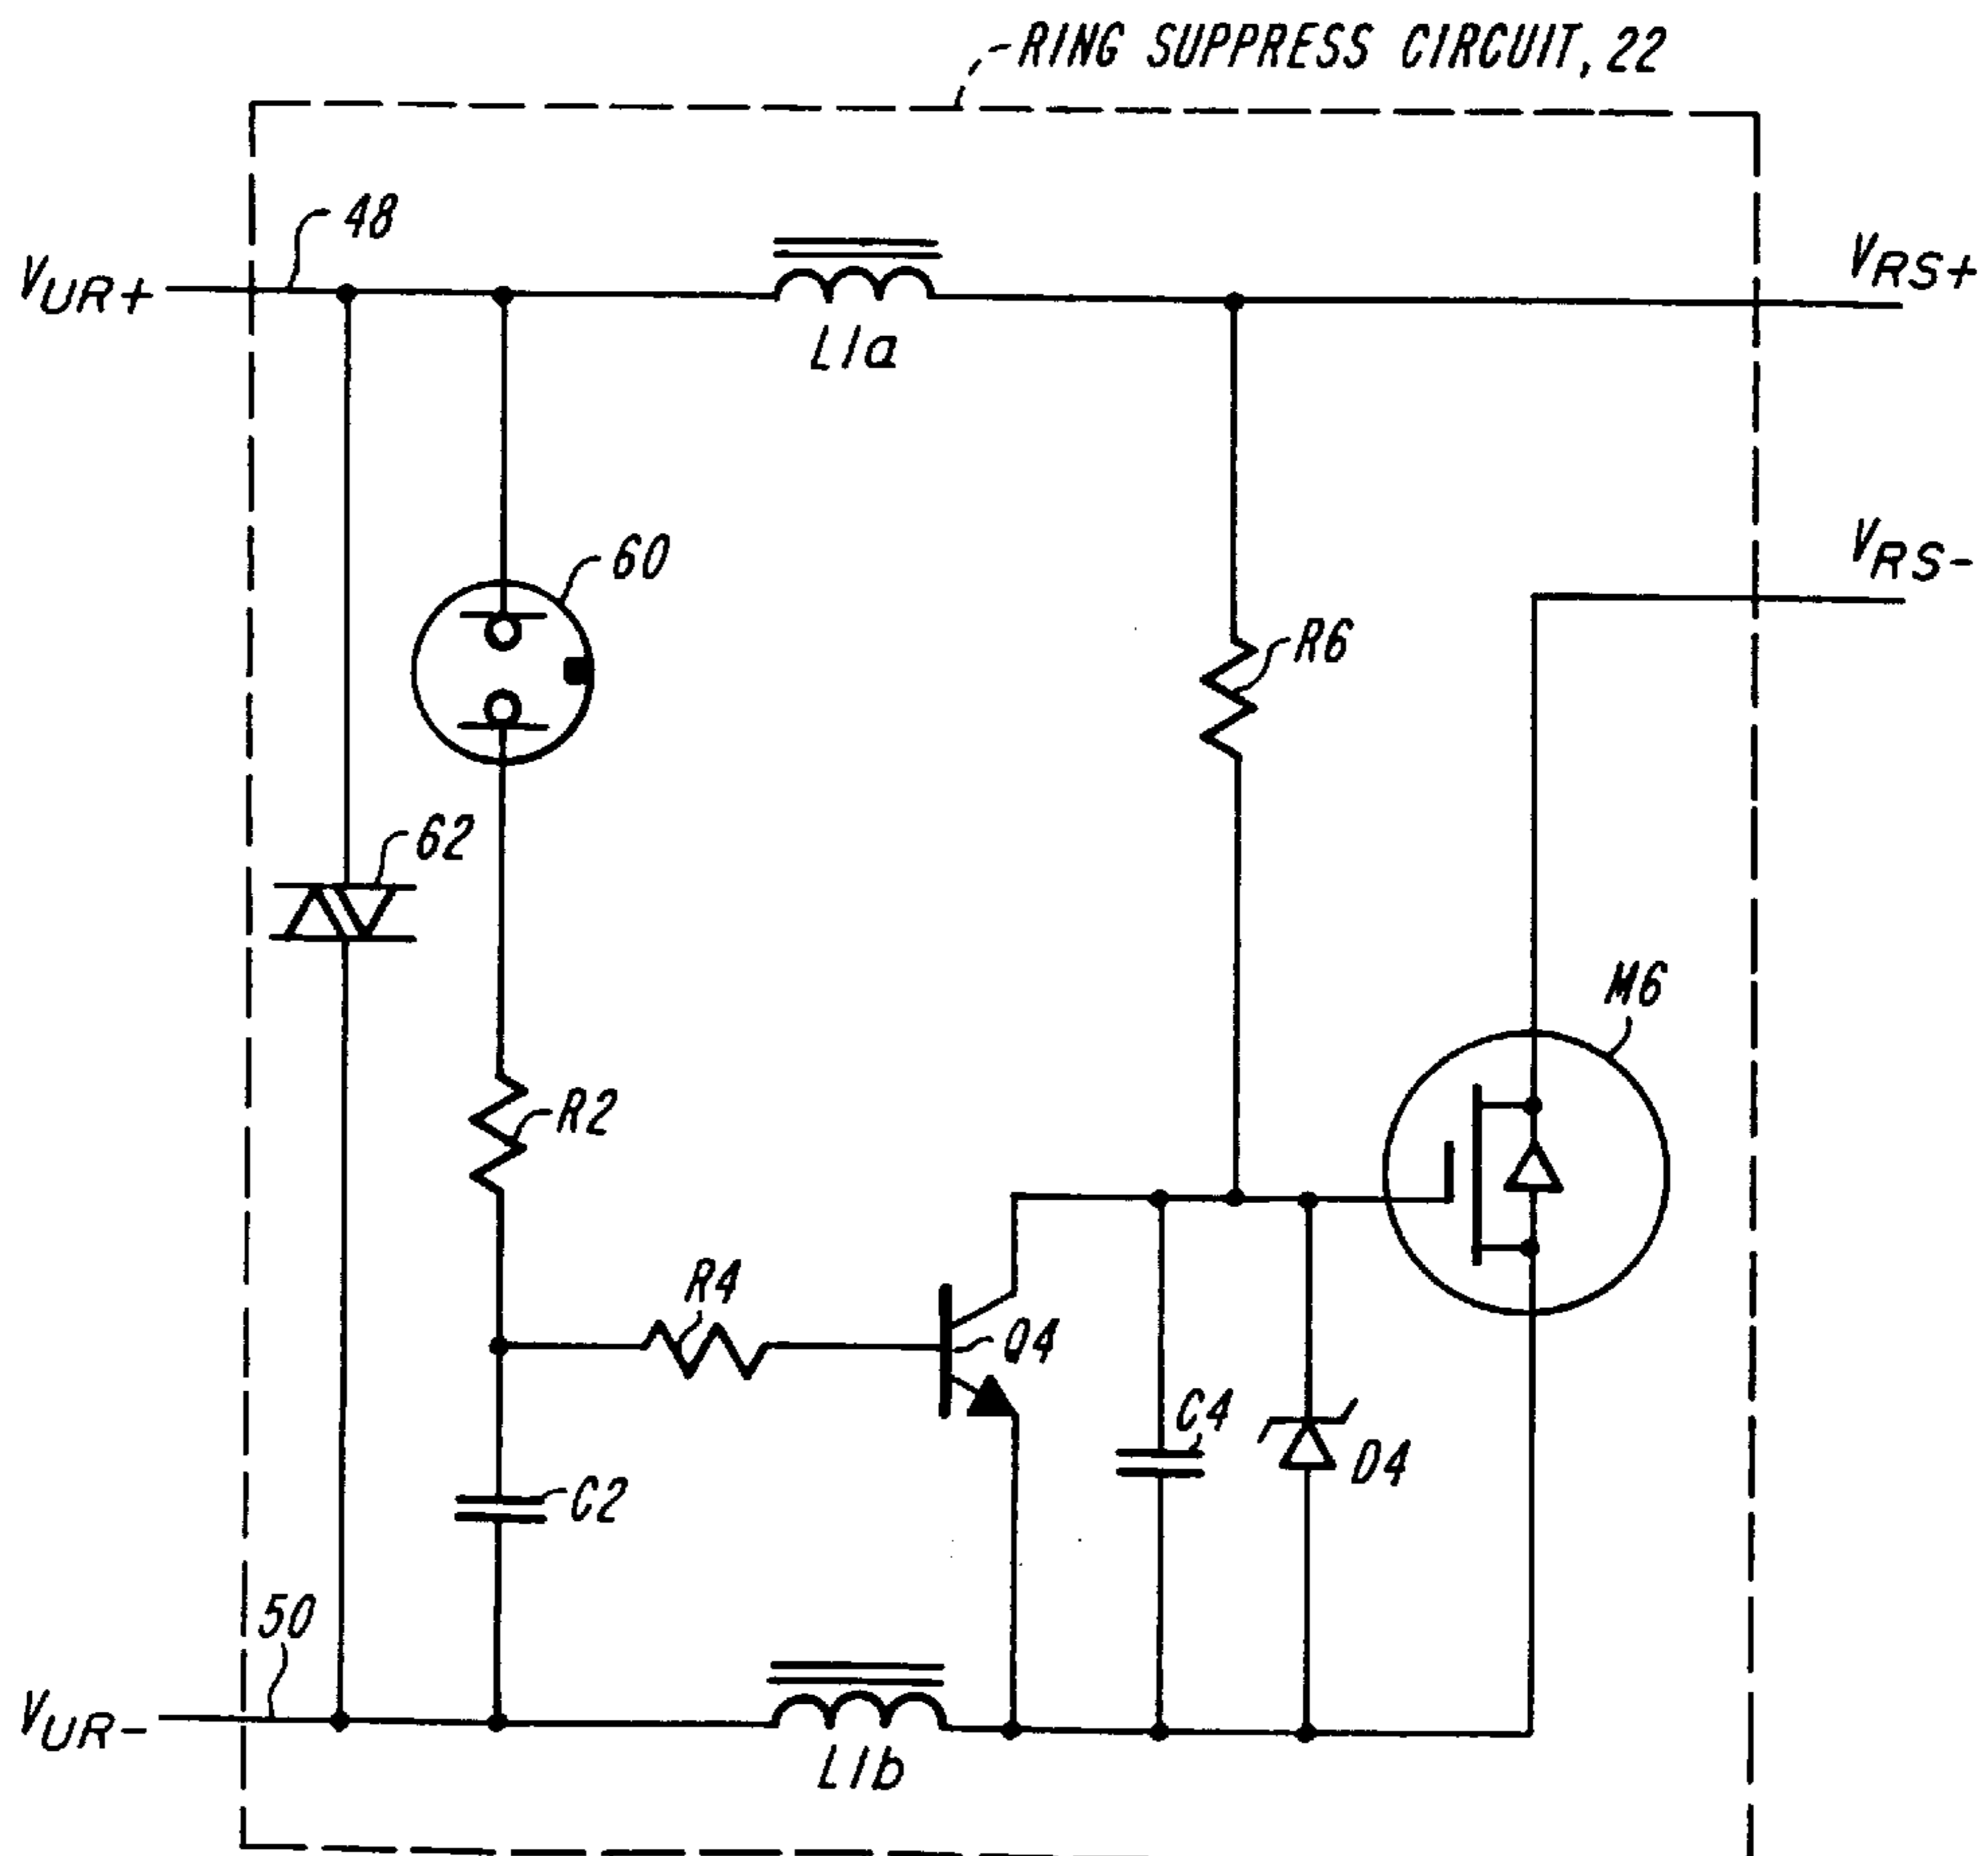 RING SUPPRESS CIRCUIT, 22
48
VUR+
VRS+
L1a
VRS-
60
R6
62
M6
R2
R4
Q4
C4
D4
C2
50
VUR-
L1b